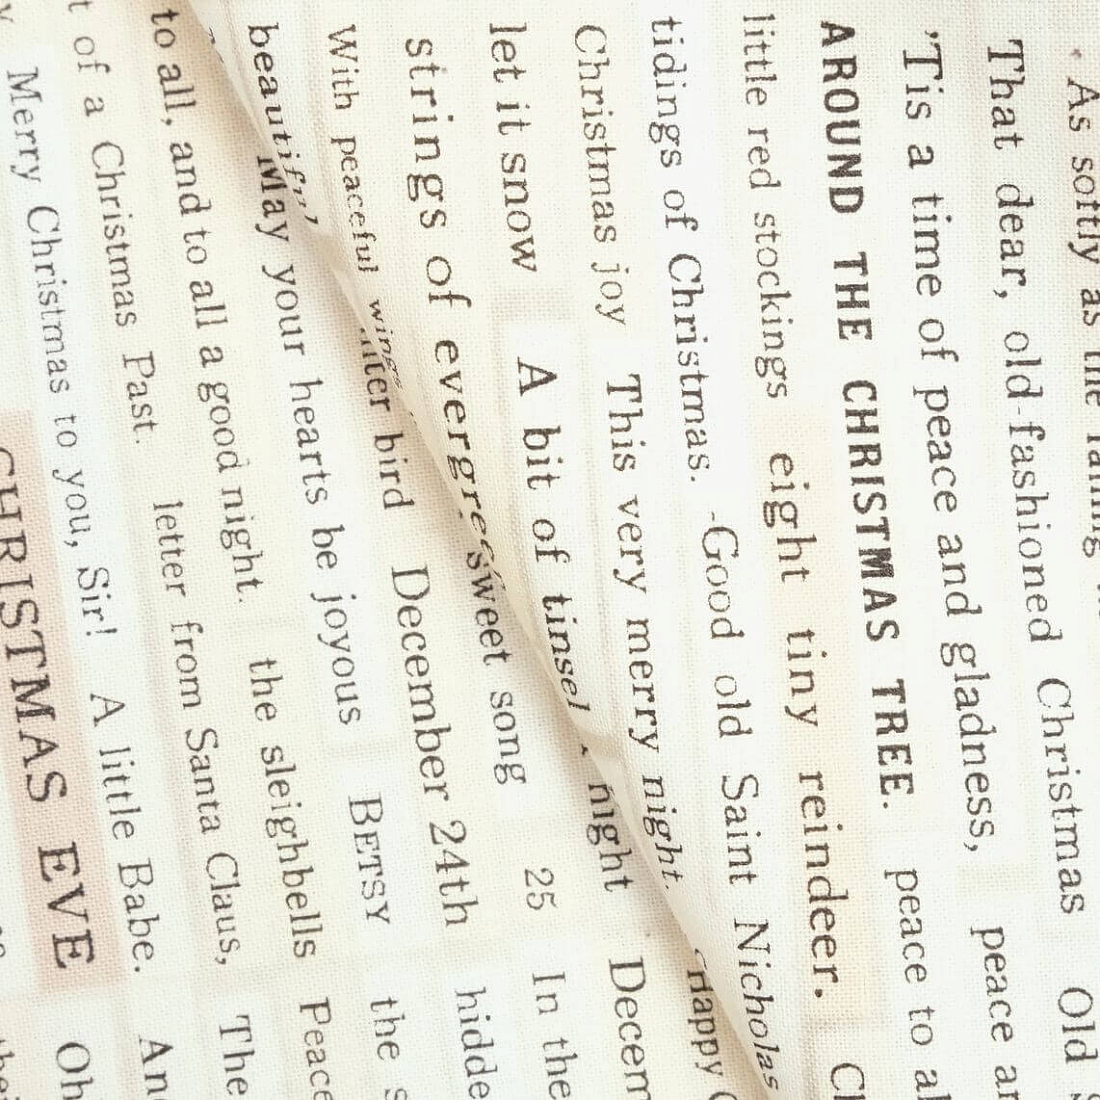 As softly as the falling
That dear, old-fashioned Christmas Old
'Tis a time of peace and gladness, peace
AROUND THE CHRISTMAS TREE. peace to
little red stockings eight tiny reindeer.
tidings of Christmas. -Good old Saint Nicholas
Christmas joy This very merry night. Happy
let it snow A bit of tinsel night
strings of evergree sweet song 25 In the
With peaceful wings bird December 24th
beautiful May your hearts be joyous BETSY the
to all, and to all a good night. the sleighbells Peace
of a Christmas Past. letter from Santa Claus, The
Merry Christmas to you, Sir! A little Babe.
CHRISTMAS EVE Oh